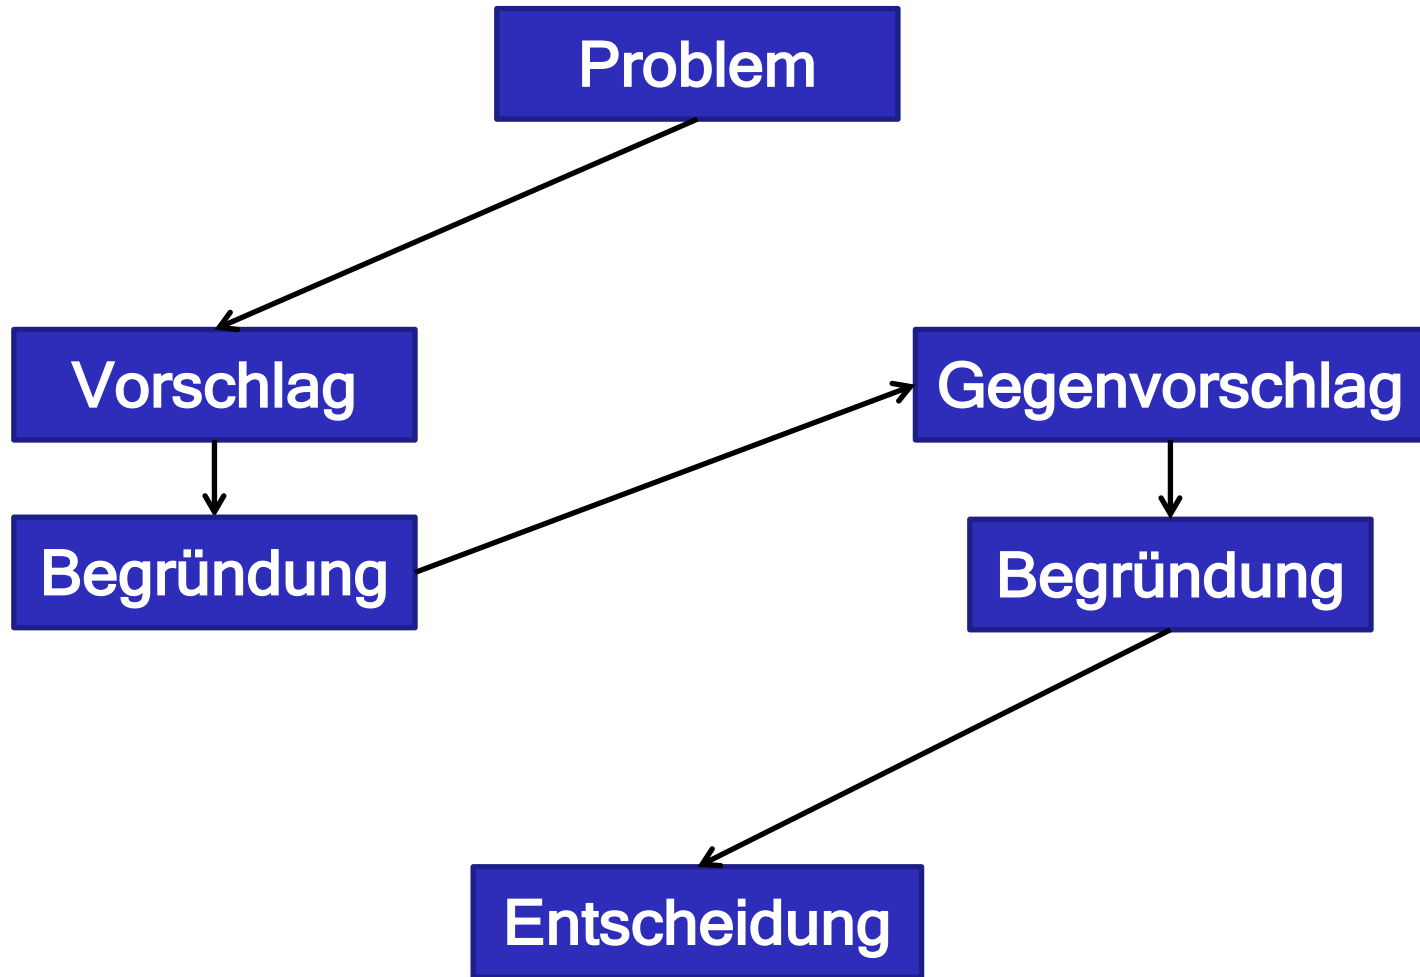 Problem
Vorschlag
Begründung
Gegenvorschlag
Begründung
Entscheidung